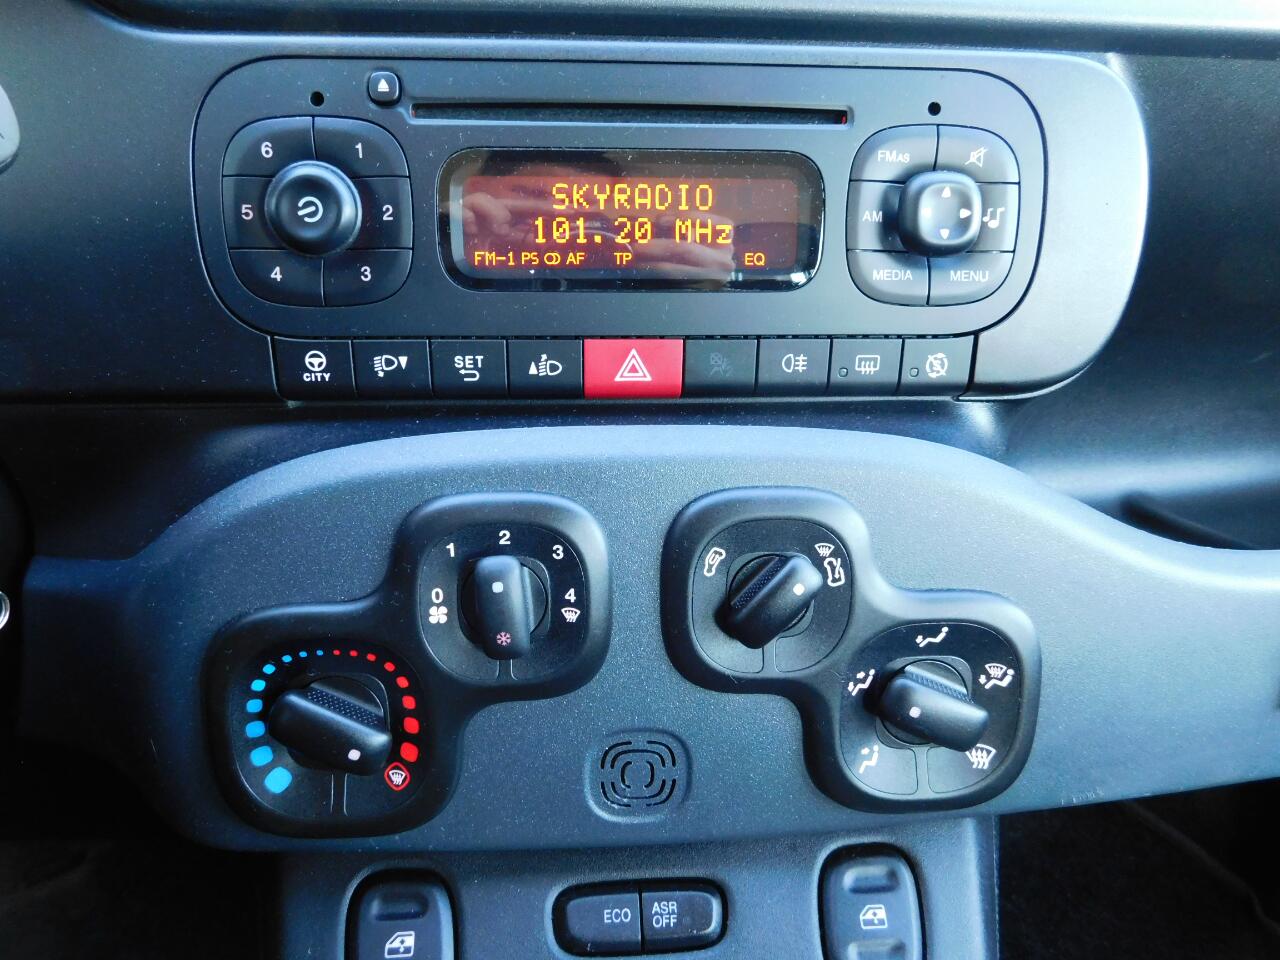 6 1
5 2
4 3
SKYRADIO
101.20 MHz
FM-1 PS AF TP EQ
FMAS
AM
MEDIA MENU
CITY
SET
1 2 3
0 4
ECO
ASR
OFF